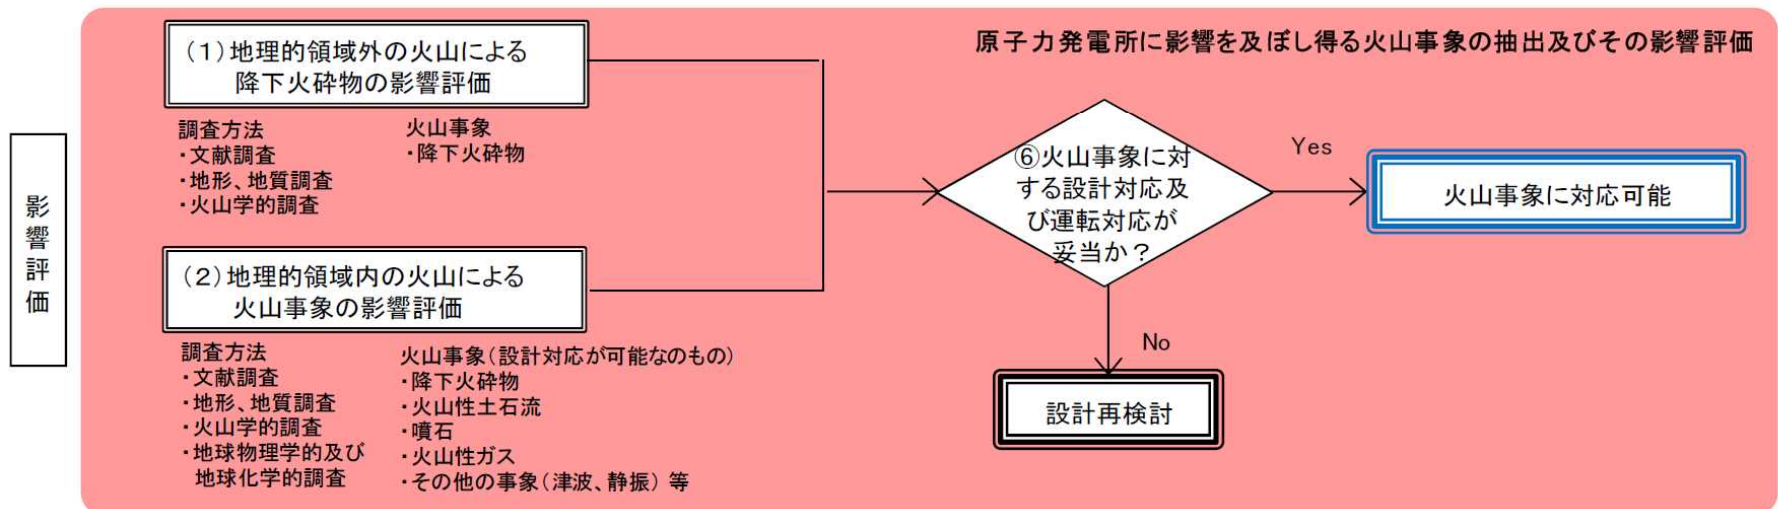 影響評価
原子力発電所に影響を及ぼし得る火山事象の抽出及びその影響評価
（１）地理的領域外の火山による
降下火砕物の影響評価
調査方法
・文献調査
・地形、地質調査
・火山学的調査
火山事象
・降下火砕物
（２）地理的領域内の火山による
火山事象の影響評価
調査方法
・文献調査
・地形、地質調査
・火山学的調査
・地球物理学的及び
地球化学的調査
火山事象（設計対応が可能なのもの）
・降下火砕物
・火山性土石流
・噴石
・火山性ガス
・その他の事象（津波、静振） 等
⑥火山事象に対
する設計対応及
び運転対応が
妥当か？
Yes
火山事象に対応可能
No
設計再検討